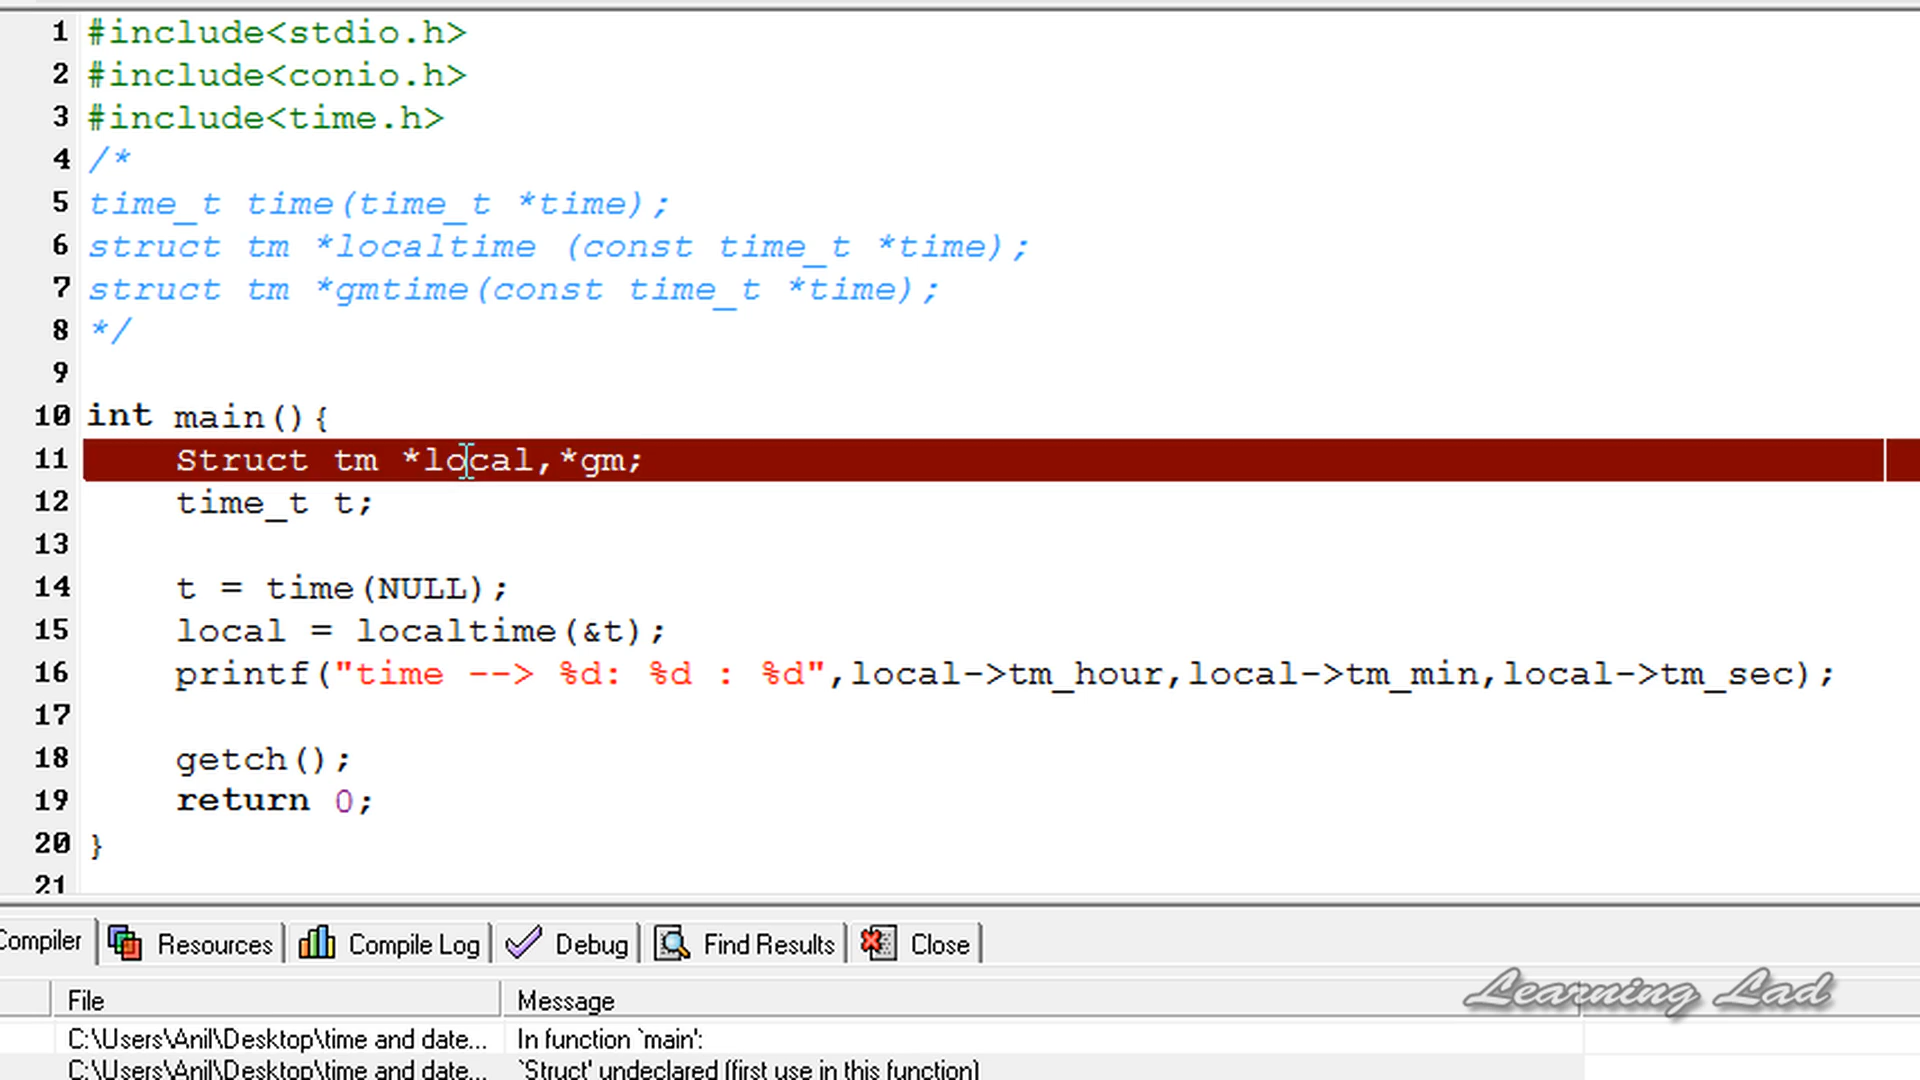 1 #include<stdio.h>
2 #include<conio.h>
3 #include<time.h>
4 /*
5 time_t time(time_t *time);
6 struct tm *localtime (const time_t *time);
7 struct tm *gmtime(const time_t *time);
8 */
9
10 int main(){
11 Struct tm *local,*gm;
12 time_t t;
13
14 t = time(NULL);
15 local = localtime(&t);
16 printf("time --> %d: %d : %d",local->tm_hour,local->tm_min,local->tm_sec);
17
18 getch();
19 return 0;
20 }
21
Compiler Resources Compile Log Debug Find Results Close
File Message
Learning Lad
C:\Users\Anil\Desktop\time and date... In function `main':
C:\Users\Anil\Desktop\time and date... `Struct' undeclared (first use in this function)